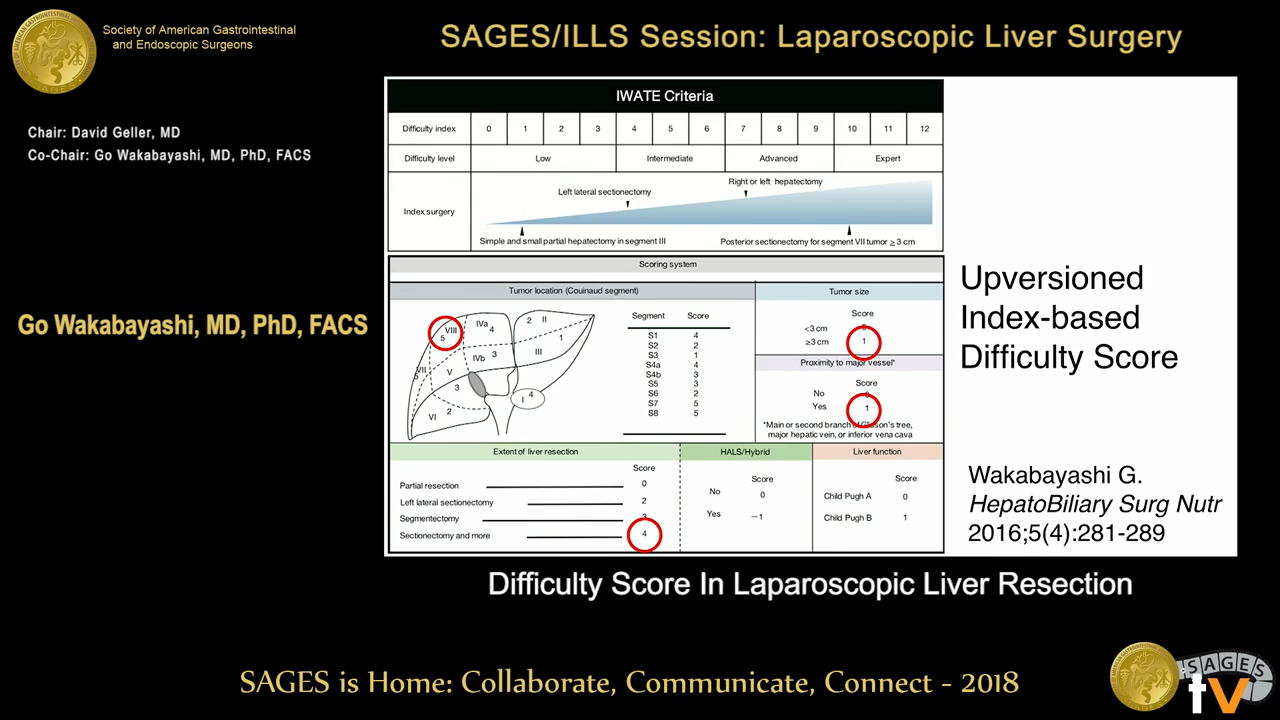 Society of American Gastrointestinal
and Endoscopic Surgeons
SAGES/ILLS Session: Laparoscopic Liver Surgery
Chair: David Geller, MD
Co-Chair: Go Wakabayashi, MD, PhD, FACS
Go Wakabayashi, MD, PhD, FACS
IWATE Criteria
Difficulty index 0 1 2 3 4 5 6 7 8 9 10 11 12
Difficulty level Low Intermediate Advanced Expert
Index surgery
Right or left hepatectomy
Left lateral sectionectomy
Simple and small partial hepatectomy in segment III
Posterior sectionectomy for segment VII tumor ≥3 cm
Scoring system
Tumor location (Couinaud segment)
VIII
5
IVa
4
2 II
1
III
IVb 3
V
3
VII
5
VI 2
I 4
Segment Score
S1 4
S2 2
S3 1
S4a 4
S4b 3
S5 3
S6 2
S7 5
S8 5
Tumor size
Score
<3 cm
≥3 cm 1
Proximity to major vessel*
Score
No
Yes 1
*Main or second branch of Glisson's tree,
major hepatic vein, or inferior vena cava
Extent of liver resection
Score
Partial resection 0
Left lateral sectionectomy 2
Segmentectomy 3
Sectionectomy and more 4
HALS/Hybrid
Score
No 0
Yes −1
Liver function
Score
Child Pugh A 0
Child Pugh B 1
Upversioned
Index-based
Difficulty Score
Wakabayashi G.
HepatoBiliary Surg Nutr
2016;5(4):281-289
Difficulty Score In Laparoscopic Liver Resection
SAGES is Home: Collaborate, Communicate, Connect - 2018
SAGES
tv